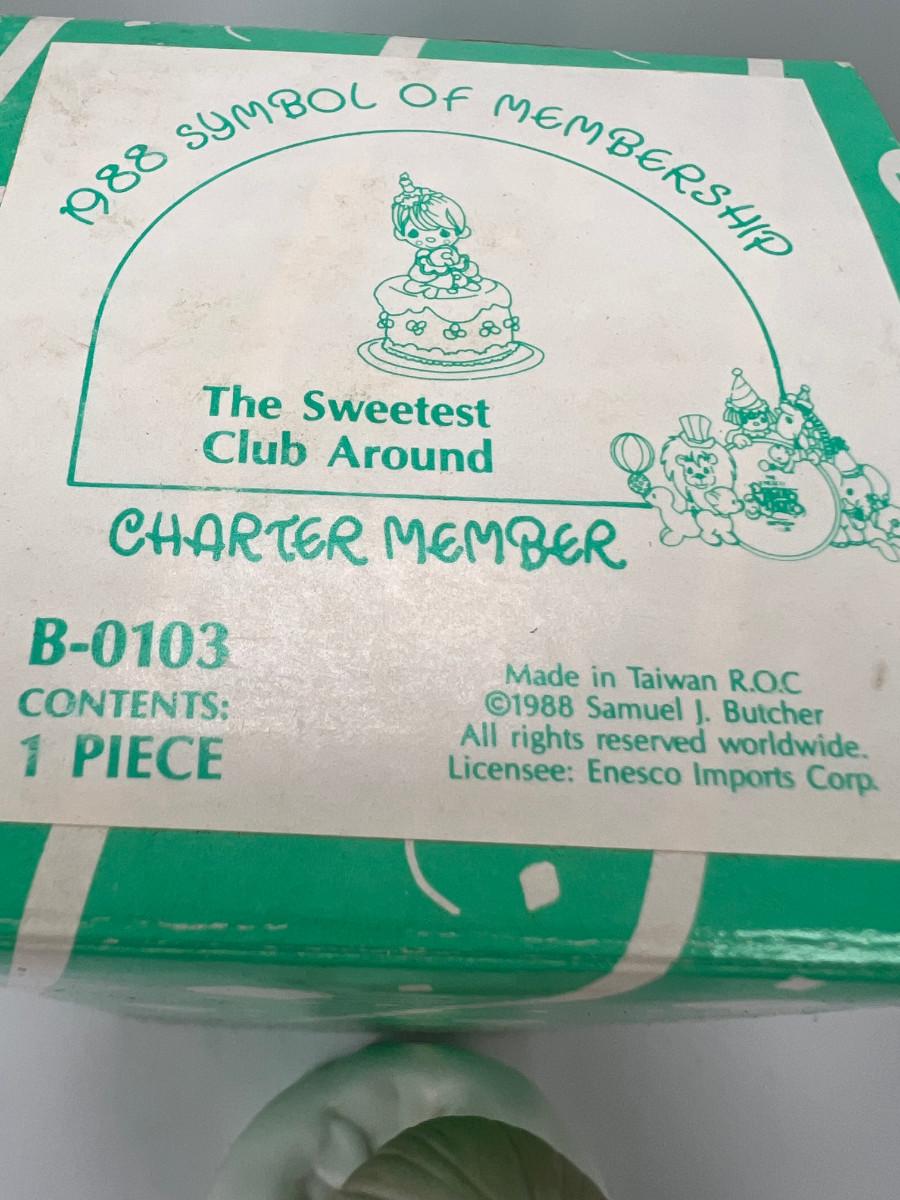 1988 SYMBOL OF MEMBERSHIP
The Sweetest
Club Around
CHARTER MEMBER
B-0103
CONTENTS:
1 PIECE
Made in Taiwan R.O.C
©1988 Samuel J. Butcher
All rights reserved worldwide.
Licensee: Enesco Imports Corp.